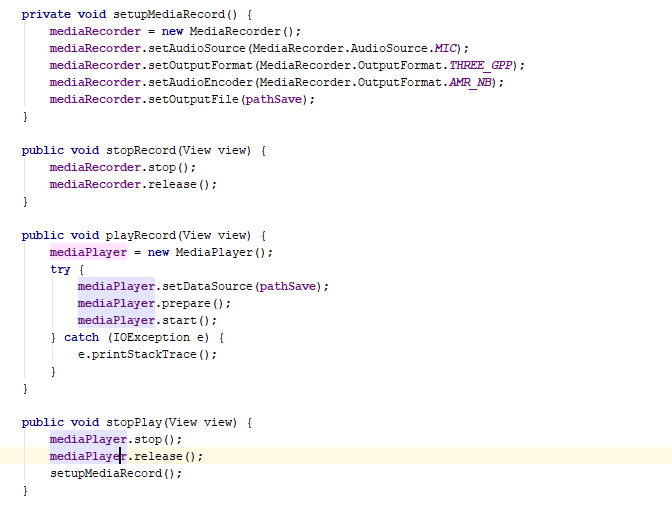 private void setupMediaRecord() {
    mediaRecorder = new MediaRecorder();
    mediaRecorder.setAudioSource(MediaRecorder.AudioSource.MIC);
    mediaRecorder.setOutputFormat(MediaRecorder.OutputFormat.THREE_GPP);
    mediaRecorder.setAudioEncoder(MediaRecorder.OutputFormat.AMR_NB);
    mediaRecorder.setOutputFile(pathSave);
}

public void stopRecord(View view) {
    mediaRecorder.stop();
    mediaRecorder.release();
}

public void playRecord(View view) {
    mediaPlayer = new MediaPlayer();
    try {
        mediaPlayer.setDataSource(pathSave);
        mediaPlayer.prepare();
        mediaPlayer.start();
    } catch (IOException e) {
        e.printStackTrace();
    }
}

public void stopPlay(View view) {
    mediaPlayer.stop();
    mediaPlayer.release();
    setupMediaRecord();
}